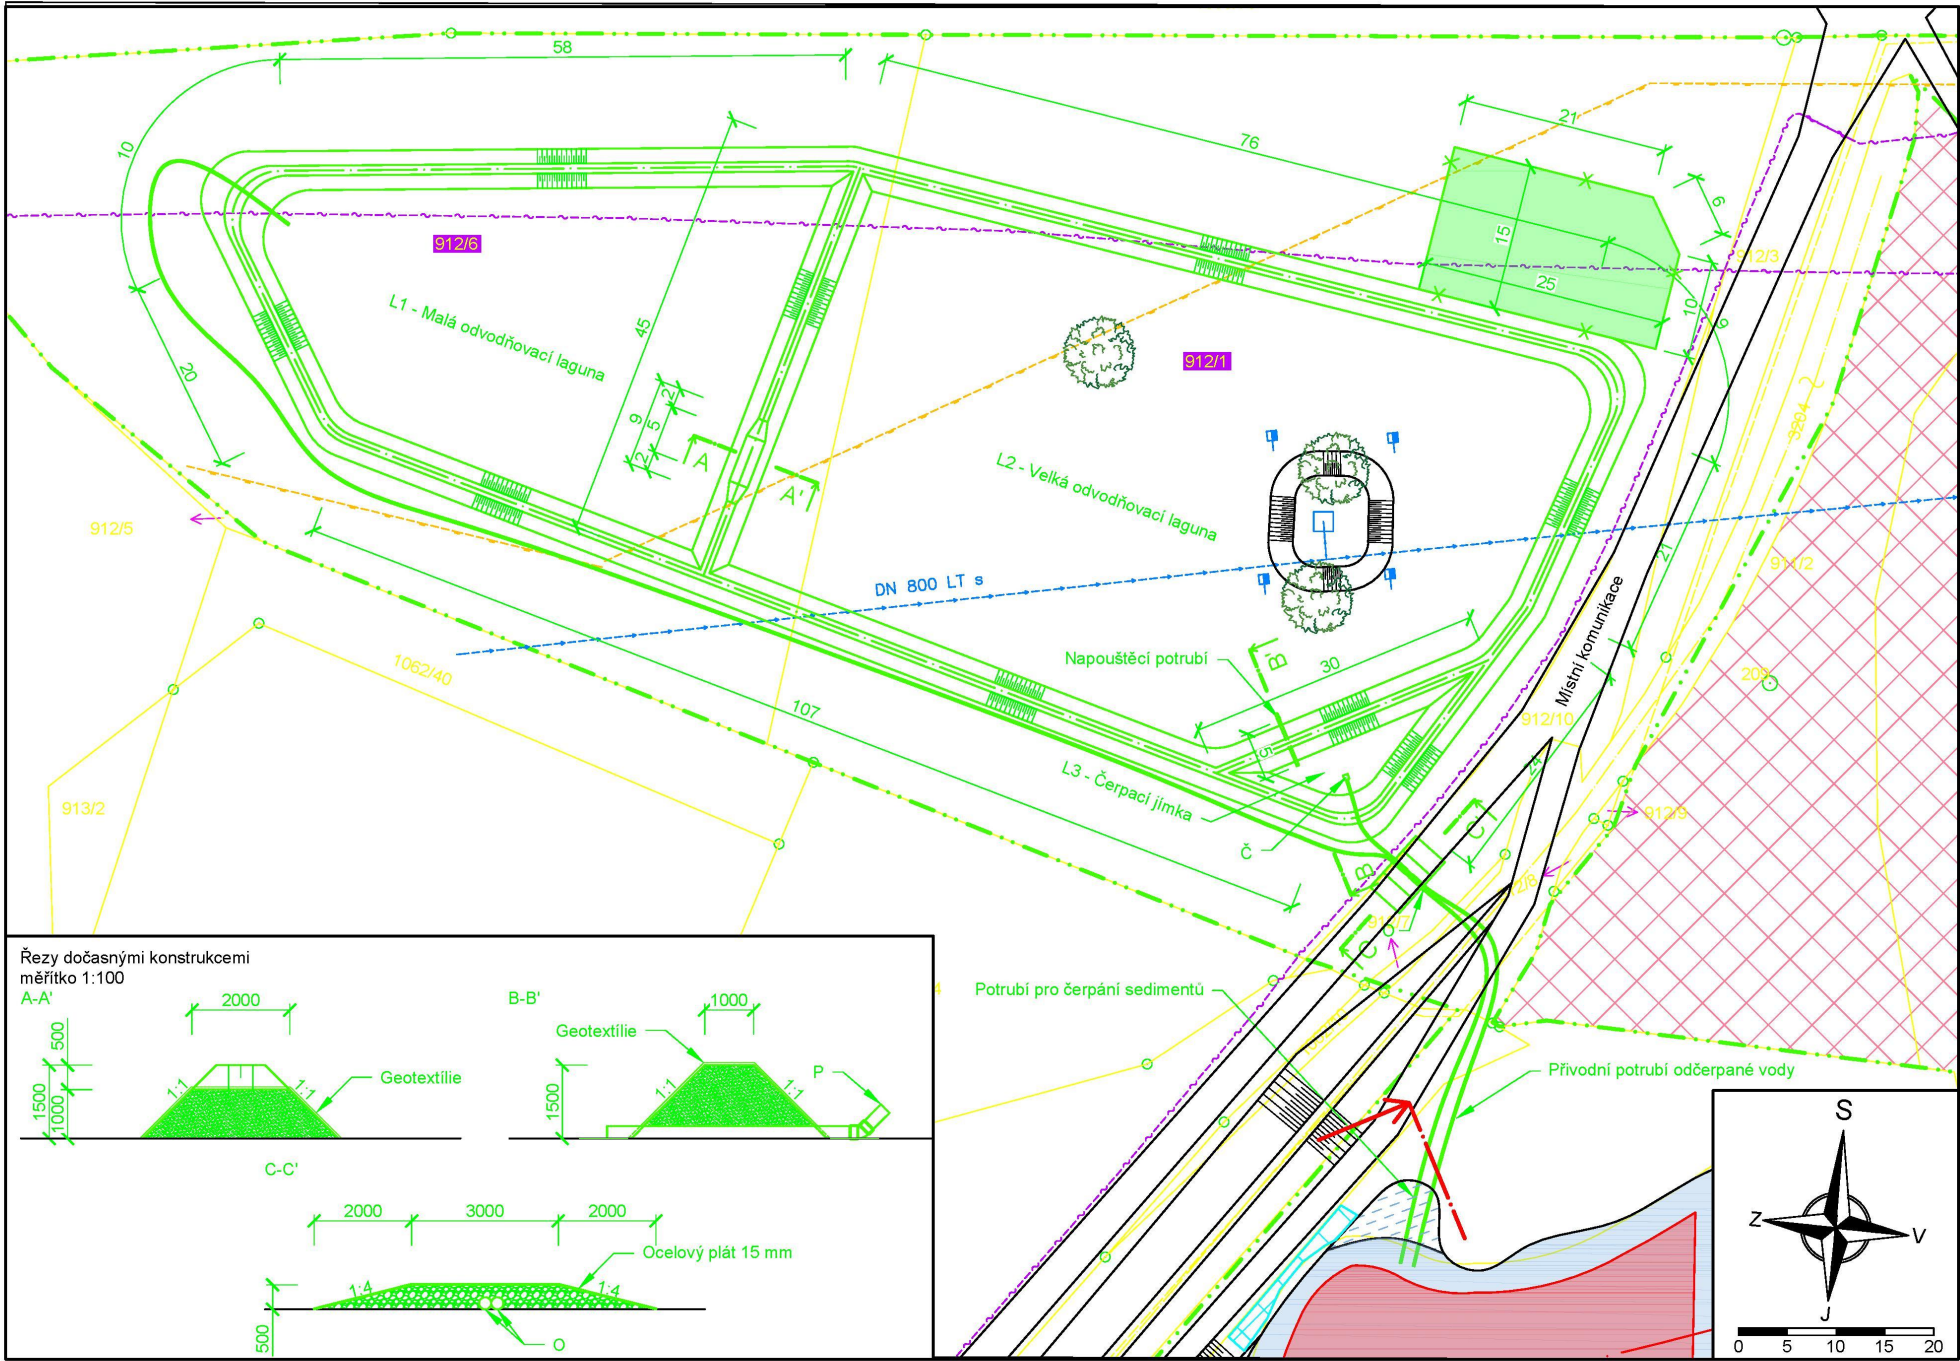 58
10
76
21
6
15
25
10
9
912/3
912/6
L1 - Malá odvodňovací laguna
45
20
2
9
5
2
A
A'
912/1
L2 - Velká odvodňovací laguna
3204
912/5
21
911/2
DN 800 LT s
Místní komunikace
Napouštěcí potrubí
B'
30
1062/40
107
912/10
5
24
L3 - Čerpací jímka
913/2
912/9
C'
Č
B
C
Potrubí pro čerpání sedimentů
Přivodní potrubí odčerpané vody
Řezy dočasnými konstrukcemi
měřítko 1:100
A-A'
2000
500
1500
1000
1:1
1:1
Geotextílie
B-B'
1000
Geotextílie
1500
1:1
1:1
P
C-C'
2000
3000
2000
Ocelový plát 15 mm
1:4
1:4
500
O
S
Z
V
J
0 5 10 15 20